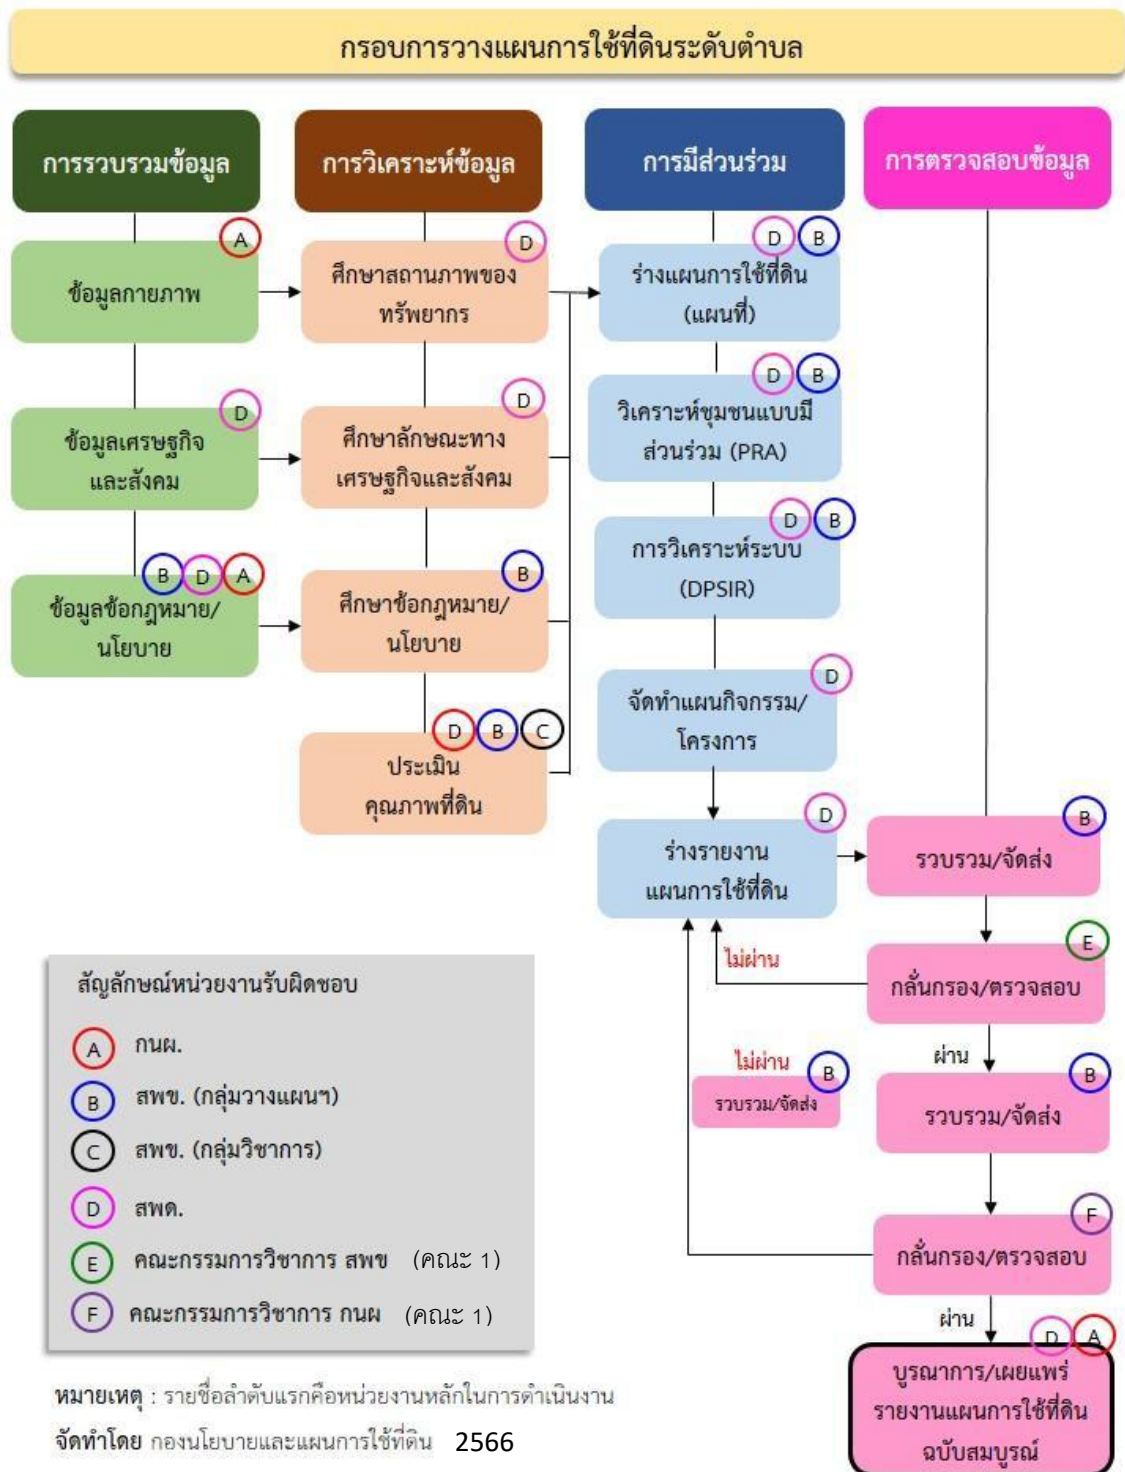 กรอบการวางแผนการใช้ที่ดินระดับตำบล
การรวบรวมข้อมูล
A
ข้อมูลกายภาพ
D
ข้อมูลเศรษฐกิจ
และสังคม
B D A
ข้อมูลข้อกฎหมาย/
นโยบาย
การวิเคราะห์ข้อมูล
D
ศึกษาสถานภาพของ
ทรัพยากร
D
ศึกษาลักษณะทาง
เศรษฐกิจและสังคม
B
ศึกษาข้อกฎหมาย/
นโยบาย
D B C
ประเมิน
คุณภาพที่ดิน
การมีส่วนร่วม
D B
ร่างแผนการใช้ที่ดิน
(แผนที่)
D B
วิเคราะห์ชุมชนแบบมี
ส่วนร่วม (PRA)
D B
การวิเคราะห์ระบบ
(DPSIR)
D
จัดทำแผนกิจกรรม/
โครงการ
D
ร่างรายงาน
แผนการใช้ที่ดิน
การตรวจสอบข้อมูล
B
รวบรวม/จัดส่ง
E
กลั่นกรอง/ตรวจสอบ
ไม่ผ่าน
ผ่าน
B
รวบรวม/จัดส่ง
ไม่ผ่าน
B
รวบรวม/จัดส่ง
F
กลั่นกรอง/ตรวจสอบ
ผ่าน
D A
บูรณาการ/เผยแพร่
รายงานแผนการใช้ที่ดิน
ฉบับสมบูรณ์
สัญลักษณ์หน่วยงานรับผิดชอบ
A กนผ.
B สพข. (กลุ่มวางแผนฯ)
C สพข. (กลุ่มวิชาการ)
D สพด.
E คณะกรรมการวิชาการ สพข (คณะ 1)
F คณะกรรมการวิชาการ กนผ (คณะ 1)
หมายเหตุ : รายชื่อลำดับแรกคือหน่วยงานหลักในการดำเนินงาน
จัดทำโดย กองนโยบายและแผนการใช้ที่ดิน 2566